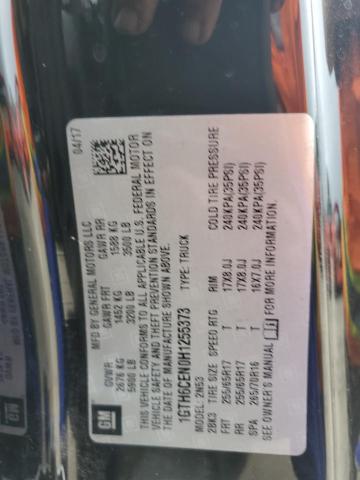 GM
MFD BY GENERAL MOTORS LLC
04/17
GVWR GAWR FRT GAWR RR
2676 KG 1452 KG 1588 KG
5900 LB 3200 LB 3500 LB
THIS VEHICLE CONFORMS TO ALL APPLICABLE U.S. FEDERAL MOTOR
VEHICLE SAFETY AND THEFT PREVENTION STANDARDS IN EFFECT ON
THE DATE OF MANUFACTURE SHOWN ABOVE.
1GTH6CEN0H1255373 TYPE: TRUCK
MODEL: 2N53
2BK3 TIRE SIZE SPEED RTG RIM COLD TIRE PRESSURE
FRT 255/65R17 T 17X8.0J 240KPA(35PSI)
RR 255/65R17 T 17X8.0J 240KPA(35PSI)
SPA 265/70R16 T 16X7.0J 240KPA(35PSI)
SEE OWNER'S MANUAL FOR MORE INFORMATION.
GM